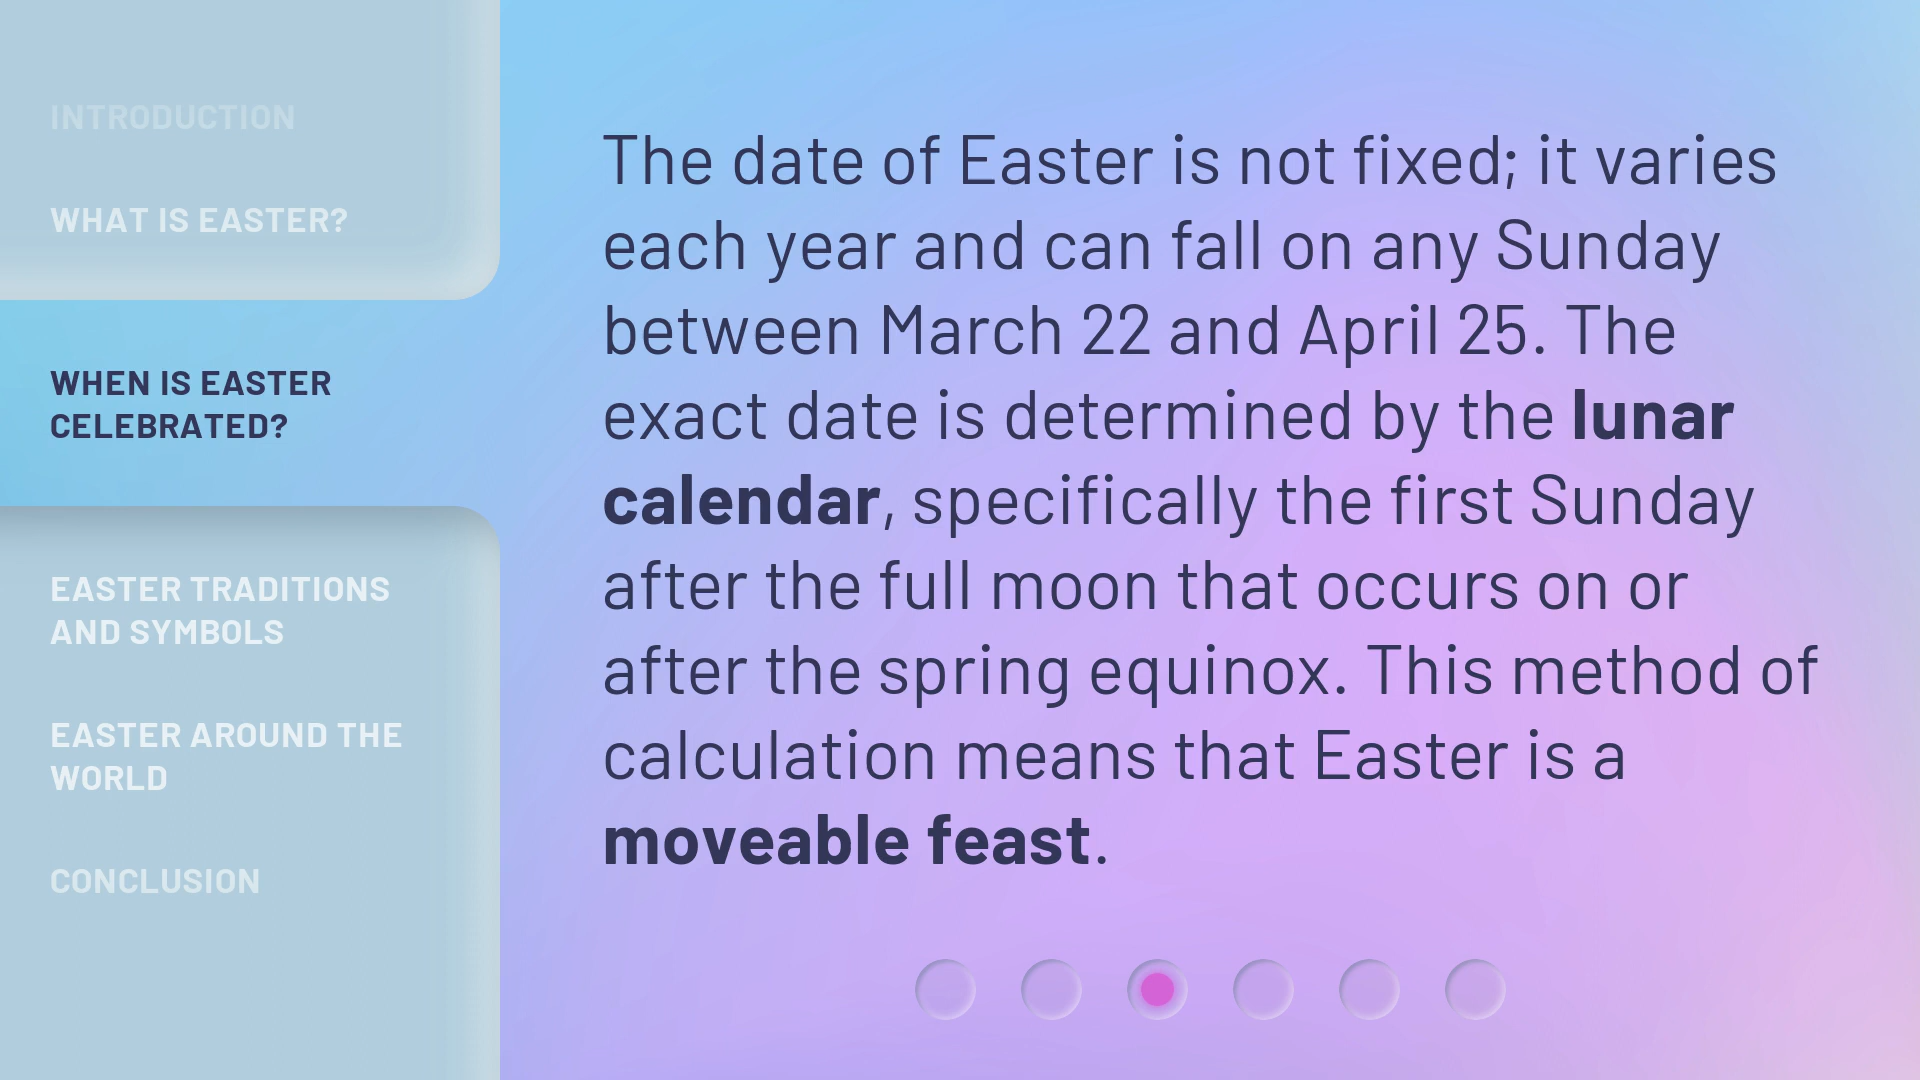 INTRODUCTION
WHAT IS EASTER?
WHEN IS EASTER
CELEBRATED?
EASTER TRADITIONS
AND SYMBOLS
EASTER AROUND THE
WORLD
CONCLUSION
The date of Easter is not fixed; it varies
each year and can fall on any Sunday
between March 22 and April 25. The
exact date is determined by the lunar
calendar, specifically the first Sunday
after the full moon that occurs on or
after the spring equinox. This method of
calculation means that Easter is a
moveable feast.